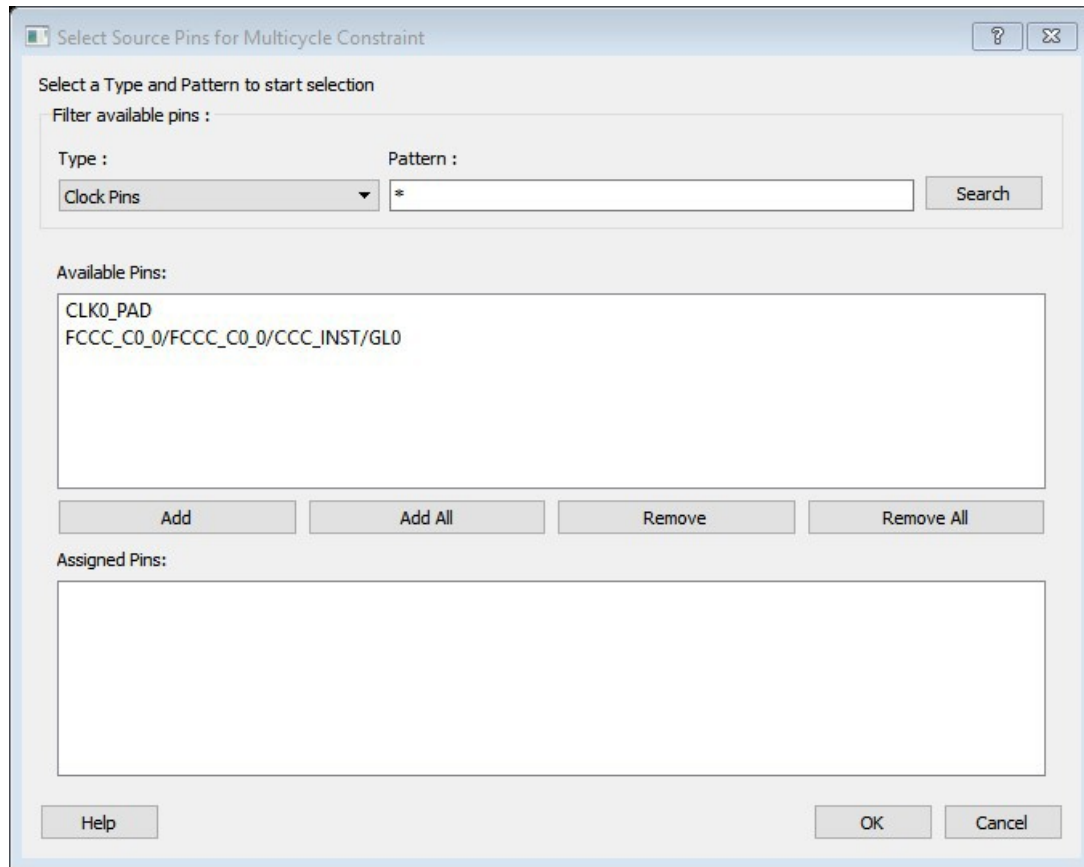 Select Source Pins for Multicycle Constraint
Select a Type and Pattern to start selection
Filter available pins :
Type :
Pattern :
Clock Pins
*
Search
Available Pins:
CLK0_PAD
FCCC_C0_0/FCCC_C0_0/CCC_INST/GL0
Add
Add All
Remove
Remove All
Assigned Pins:
Help
OK
Cancel